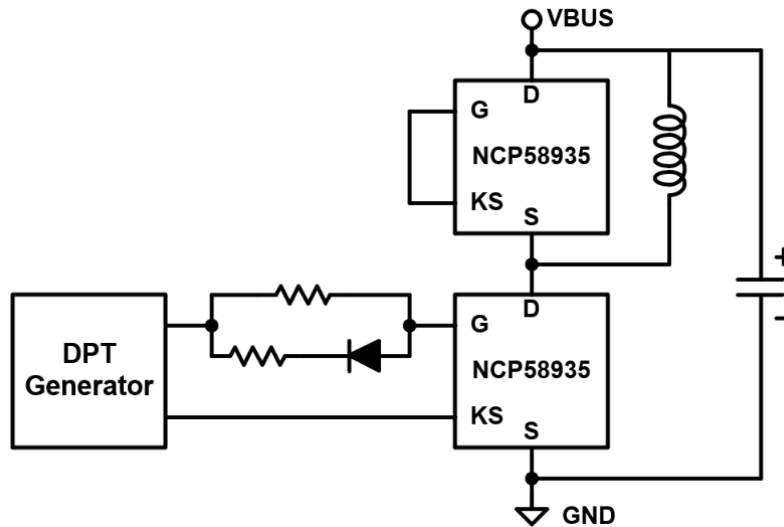 VBUS
D
G
NCP58935
KS
S
DPT
Generator
D
G
NCP58935
KS
S
GND
+
−